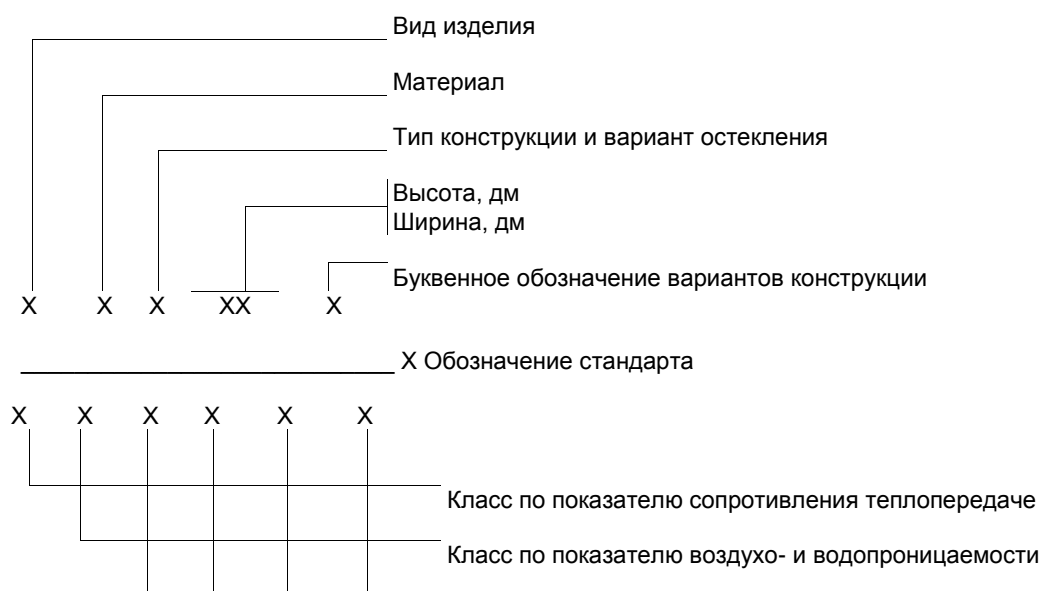 Вид изделия
Материал
Тип конструкции и вариант остекления
Высота, дм
Ширина, дм
Буквенное обозначение вариантов конструкции
X X X XX X
X Обозначение стандарта
X X X X X X
Класс по показателю сопротивления теплопередаче
Класс по показателю воздухо- и водопроницаемости